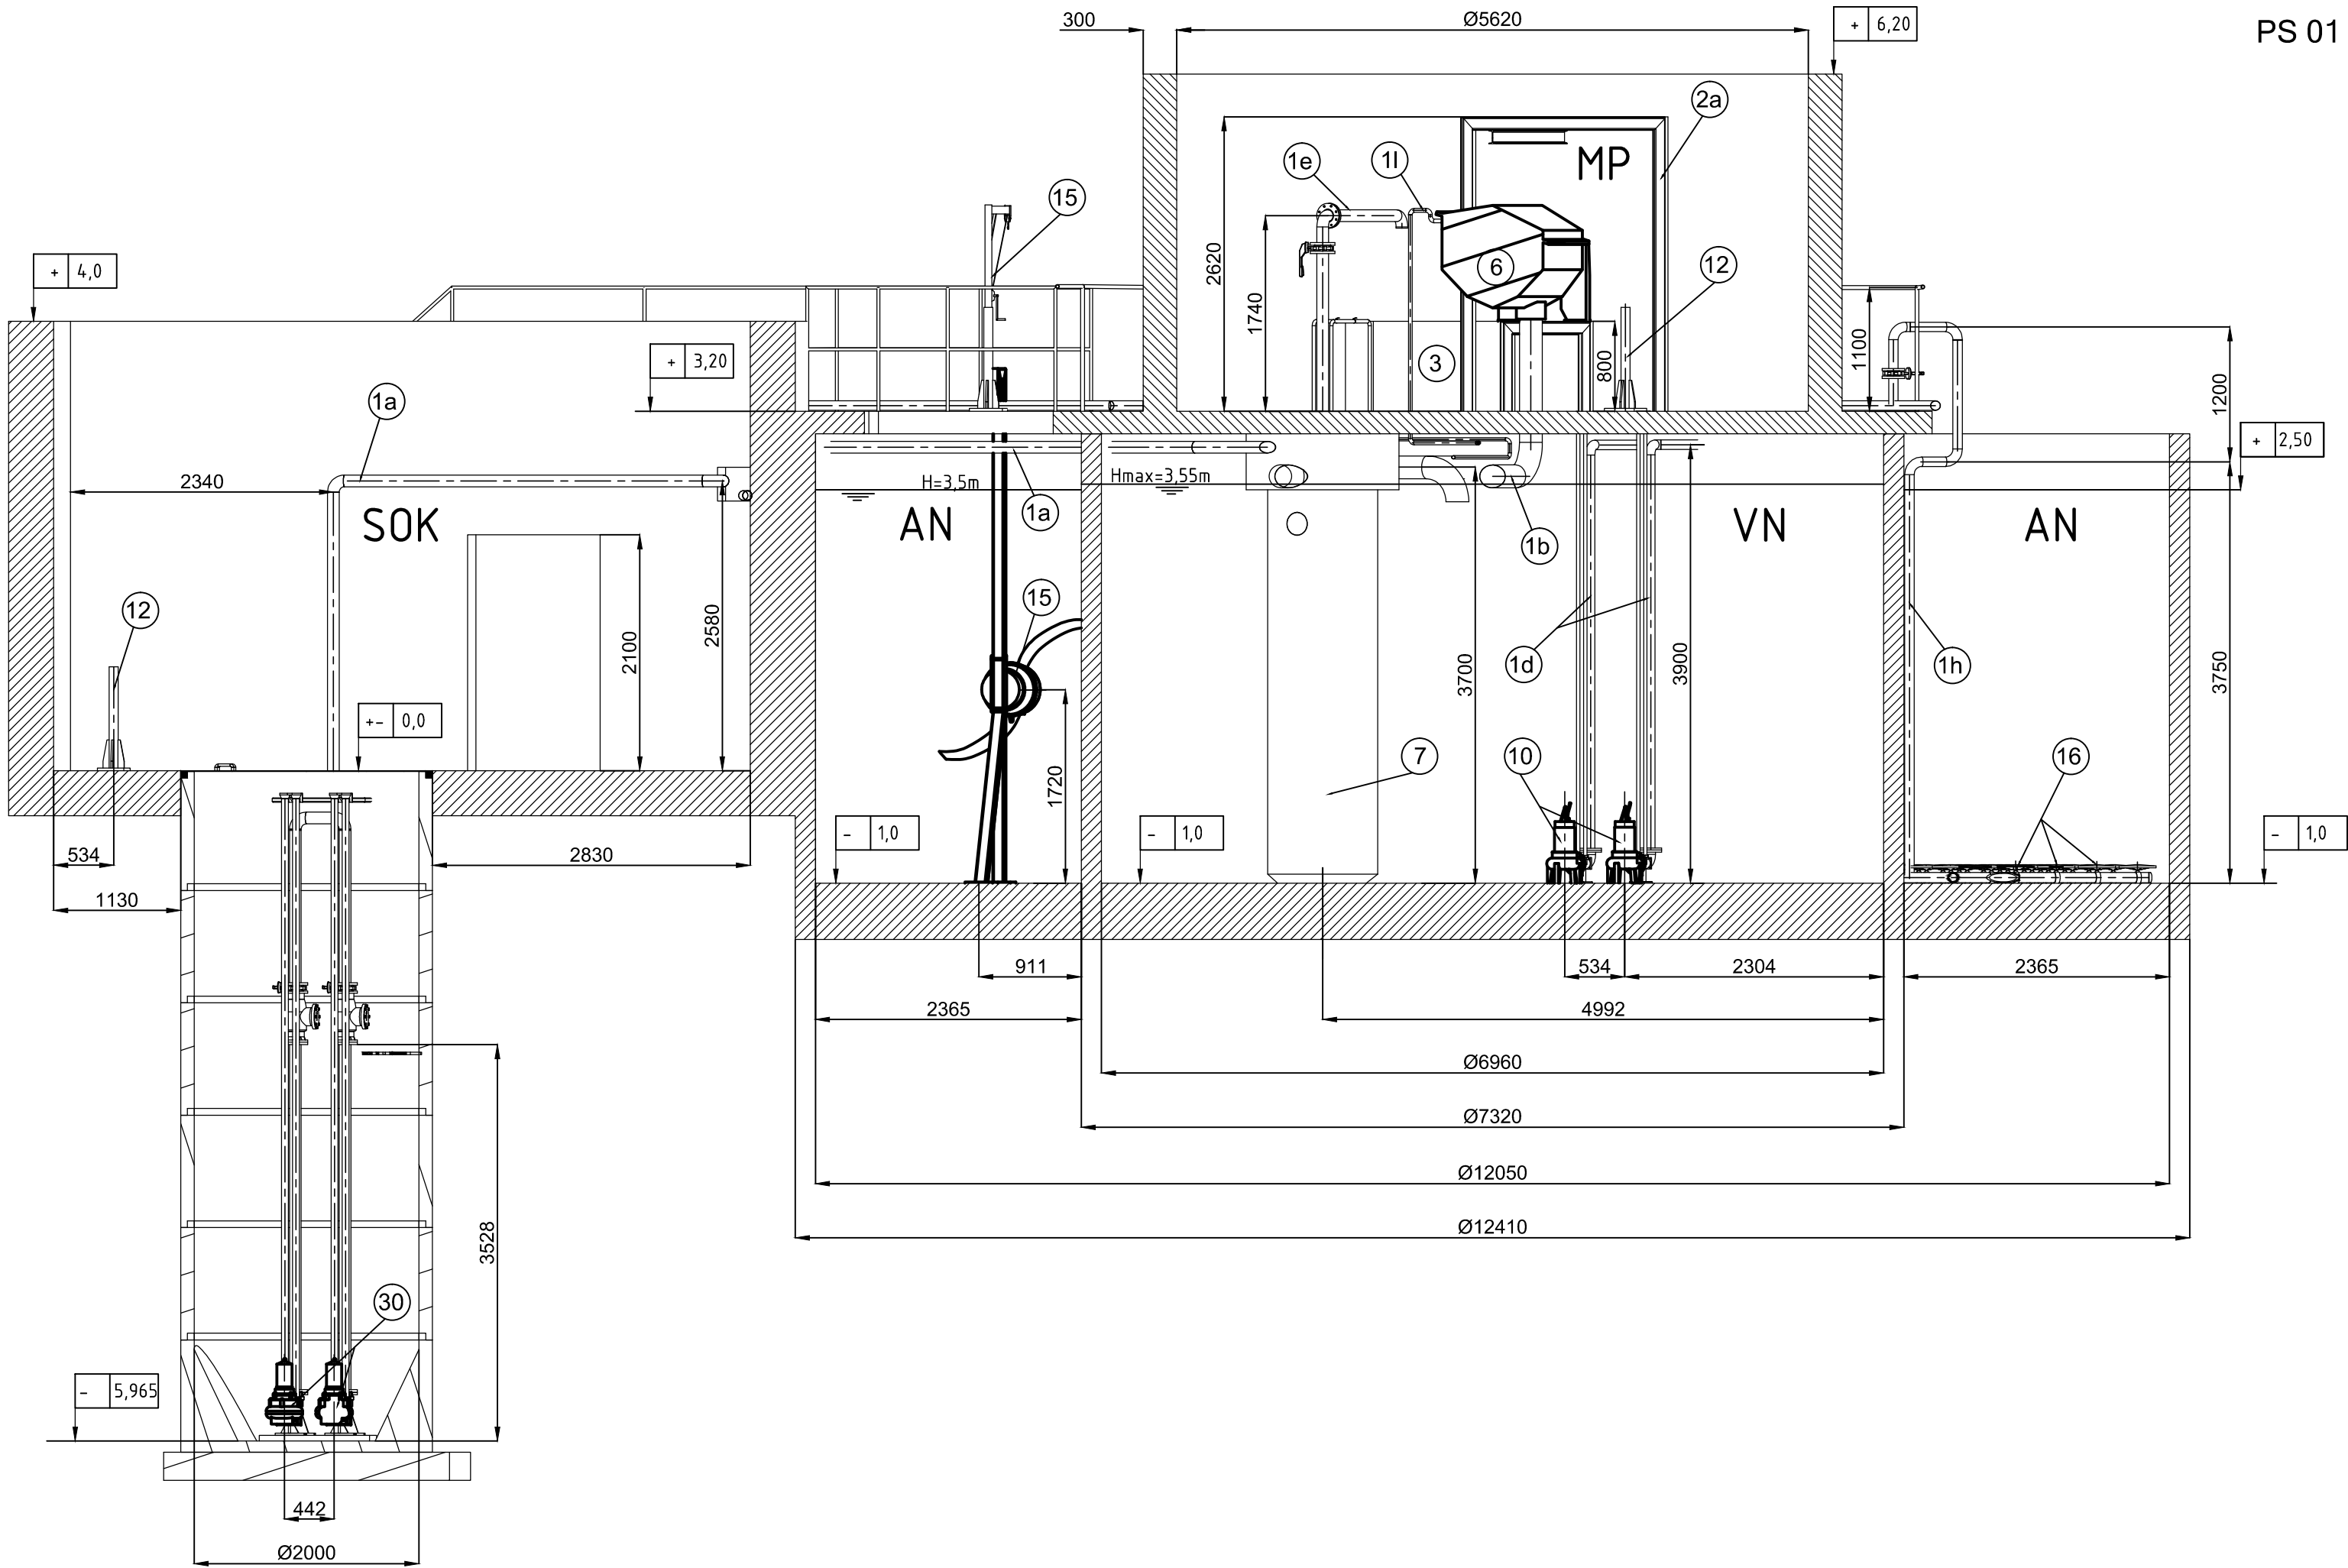 300
Ø5620
+ 6,20
PS 01
2a
1e
1l
MP
15
2620
6
12
+ 4,0
1740
3
800
1100
1200
+ 3,20
1a
+ 2,50
2340
H=3,5m
Hmax=3,55m
1a
SOK
AN
1b
VN
AN
12
15
2100
2580
3700
1d
3900
1h
3750
+- 0,0
7
10
16
1720
- 1,0
- 1,0
- 1,0
534
2830
1130
911
534
2304
2365
2365
4992
Ø6960
Ø7320
Ø12050
Ø12410
3528
30
- 5,965
442
Ø2000